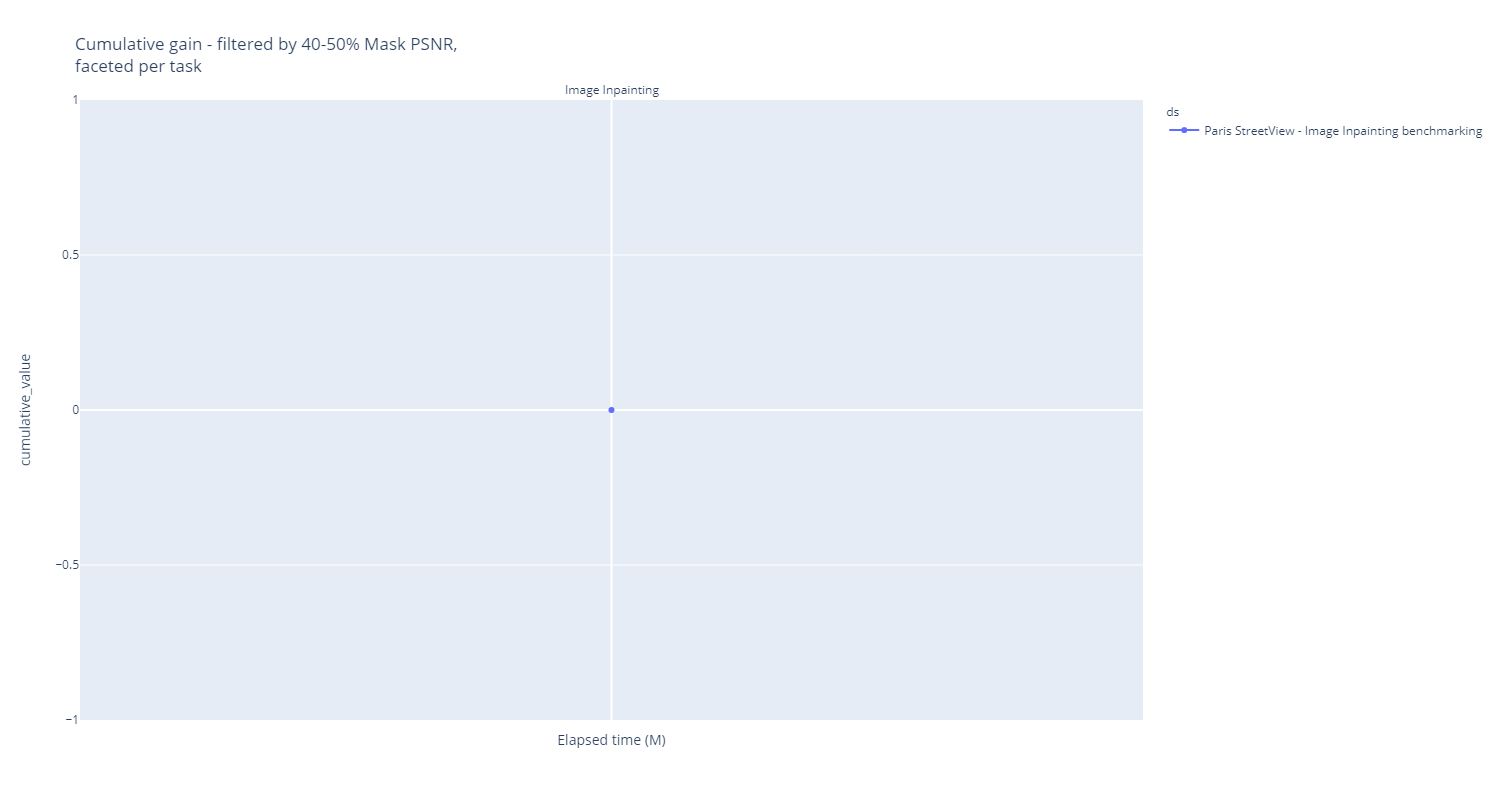 Cumulative gain - filtered by 40-50% Mask PSNR,
faceted per task
Image Inpainting
1
0.5
0
−0.5
−1
cumulative_value
Elapsed time (M)
ds
Paris StreetView - Image Inpainting benchmarking